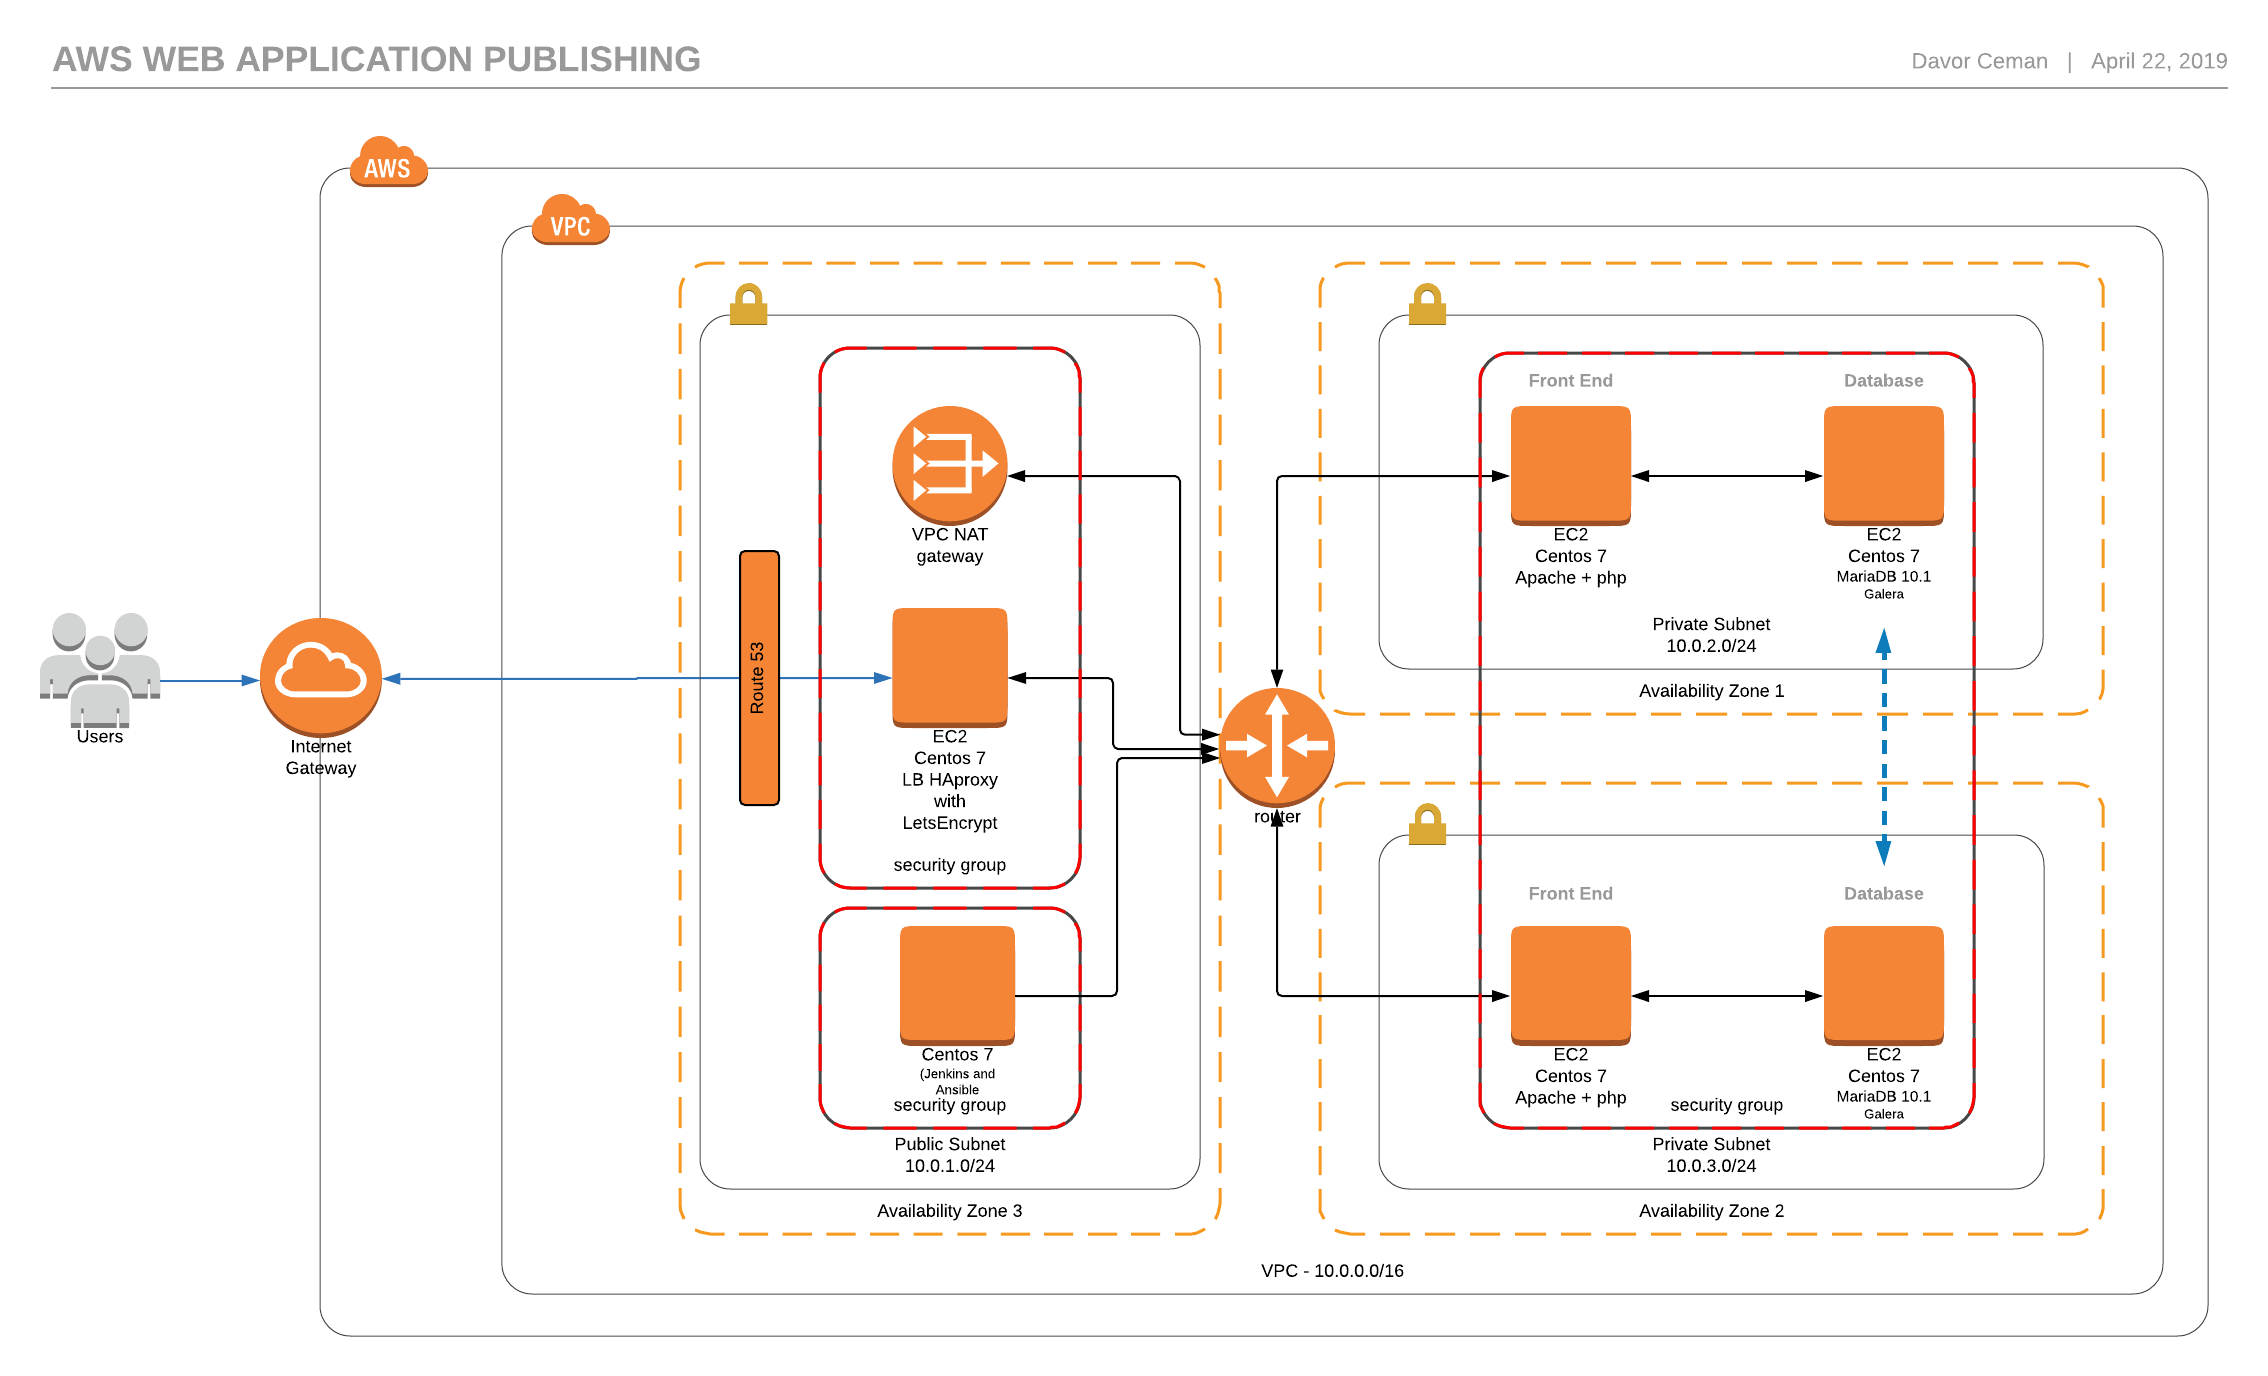 AWS WEB APPLICATION PUBLISHING
Davor Ceman | April 22, 2019
AWS
VPC
Users
Internet
Gateway
Route 53
VPC NAT
gateway
EC2
Centos 7
LB HAproxy
with
LetsEncrypt
security group
Centos 7
(Jenkins and
Ansible
security group
Public Subnet
10.0.1.0/24
Availability Zone 3
router
Front End
Database
EC2
Centos 7
Apache + php
EC2
Centos 7
MariaDB 10.1
Galera
Private Subnet
10.0.2.0/24
Availability Zone 1
Front End
Database
EC2
Centos 7
Apache + php
EC2
Centos 7
MariaDB 10.1
Galera
security group
Private Subnet
10.0.3.0/24
Availability Zone 2
VPC - 10.0.0.0/16